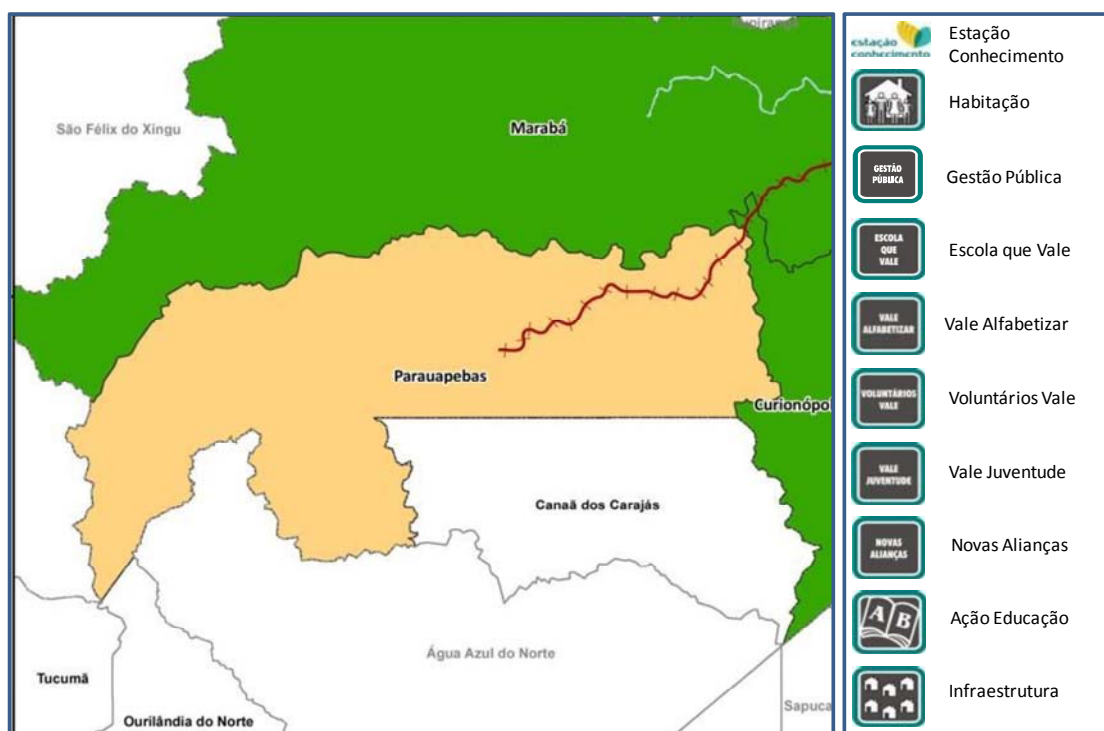 São Félix do Xingu
Marabá
Parauapebas
Curionópol
Canaã dos Carajás
Água Azul do Norte
Tucumã
Ourilândia do Norte
Sapuca
estação
conhecimento
Estação
Conhecimento
Habitação
GESTÃO
PÚBLICA
Gestão Pública
ESCOLA
QUE
VALE
Escola que Vale
VALE
ALFABETIZAR
Vale Alfabetizar
VOLUNTÁRIOS
VALE
Voluntários Vale
VALE
JUVENTUDE
Vale Juventude
NOVAS
ALIANÇAS
Novas Alianças
A B
Ação Educação
Infraestrutura